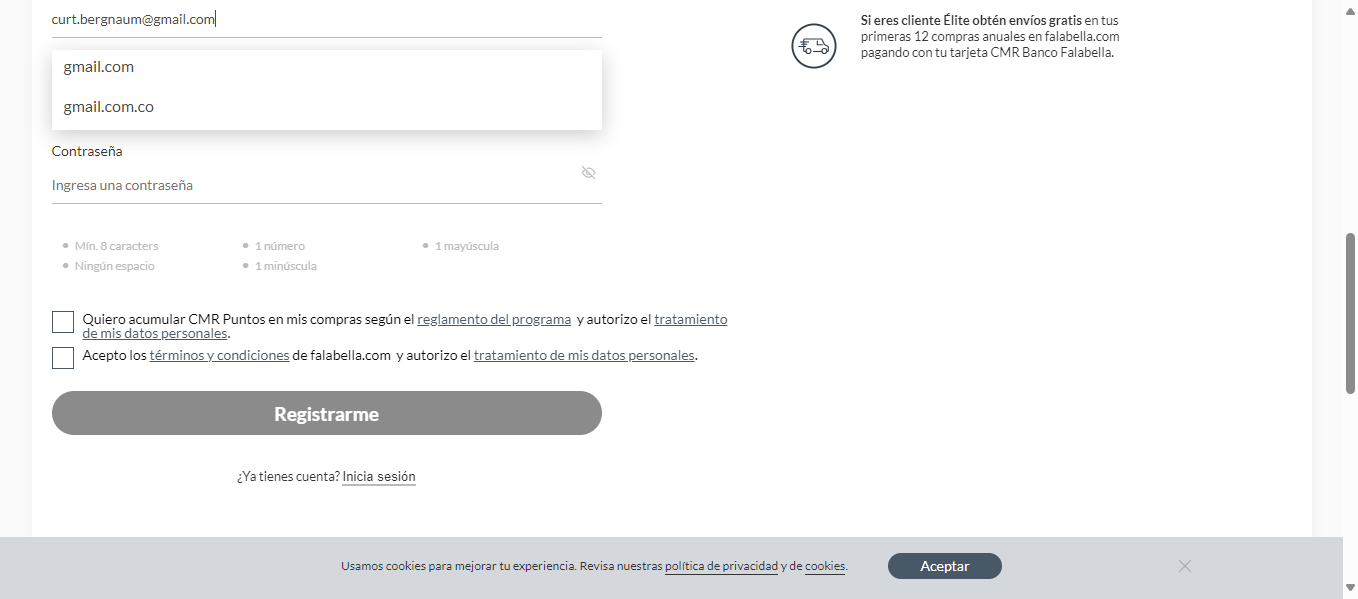 curt.bergnaum@gmail.com
gmail.com
gmail.com.co
Contraseña
Ingresa una contraseña
Mín. 8 caracters
1 número
1 mayúscula
Ningún espacio
1 minúscula
Quiero acumular CMR Puntos en mis compras según el reglamento del programa y autorizo el tratamiento
de mis datos personales.
Acepto los términos y condiciones de falabella.com y autorizo el tratamiento de mis datos personales.
Registrarme
¿Ya tienes cuenta? Inicia sesión
Si eres cliente Élite obtén envíos gratis en tus
primeras 12 compras anuales en falabella.com
pagando con tu tarjeta CMR Banco Falabella.
Usamos cookies para mejorar tu experiencia. Revisa nuestras política de privacidad y de cookies.
Aceptar